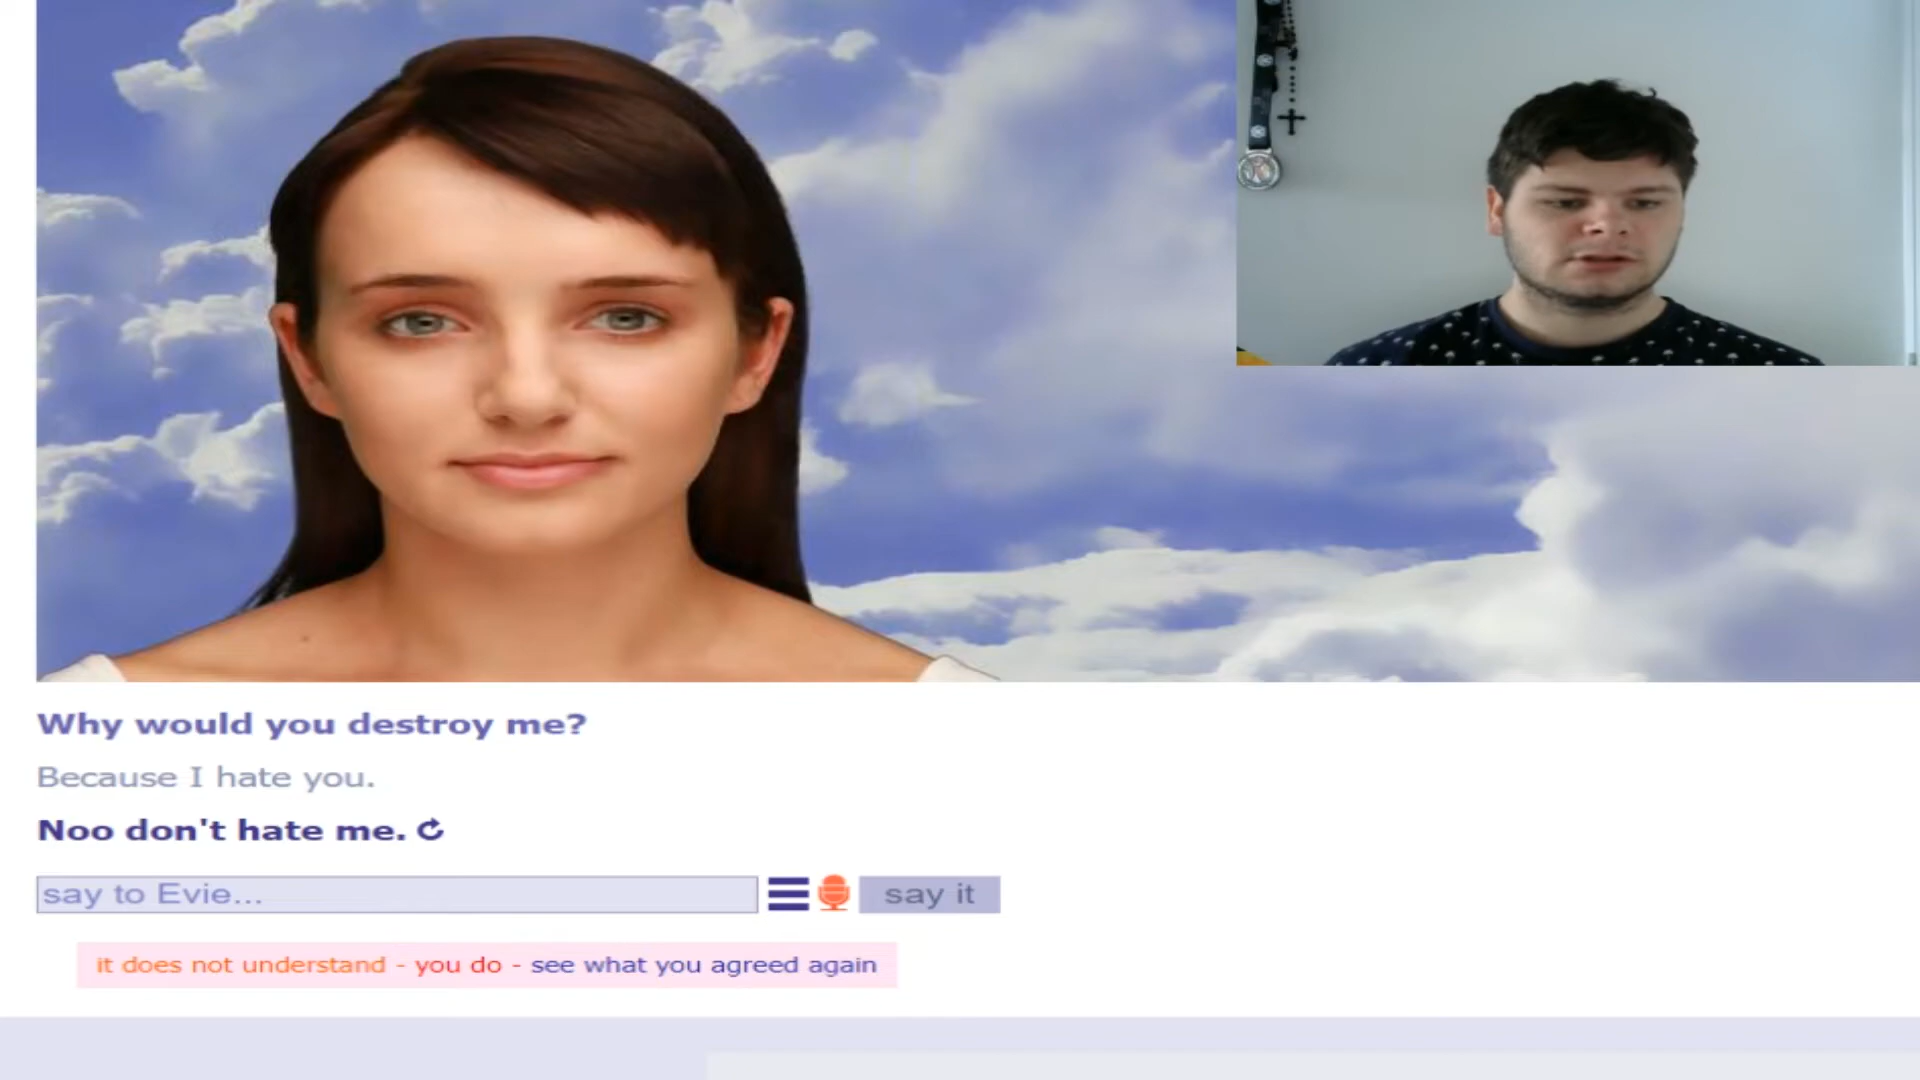 Why would you destroy me?
Because I hate you.
Noo don't hate me.
say to Evie...
say it
it does not understand - you do - see what you agreed again